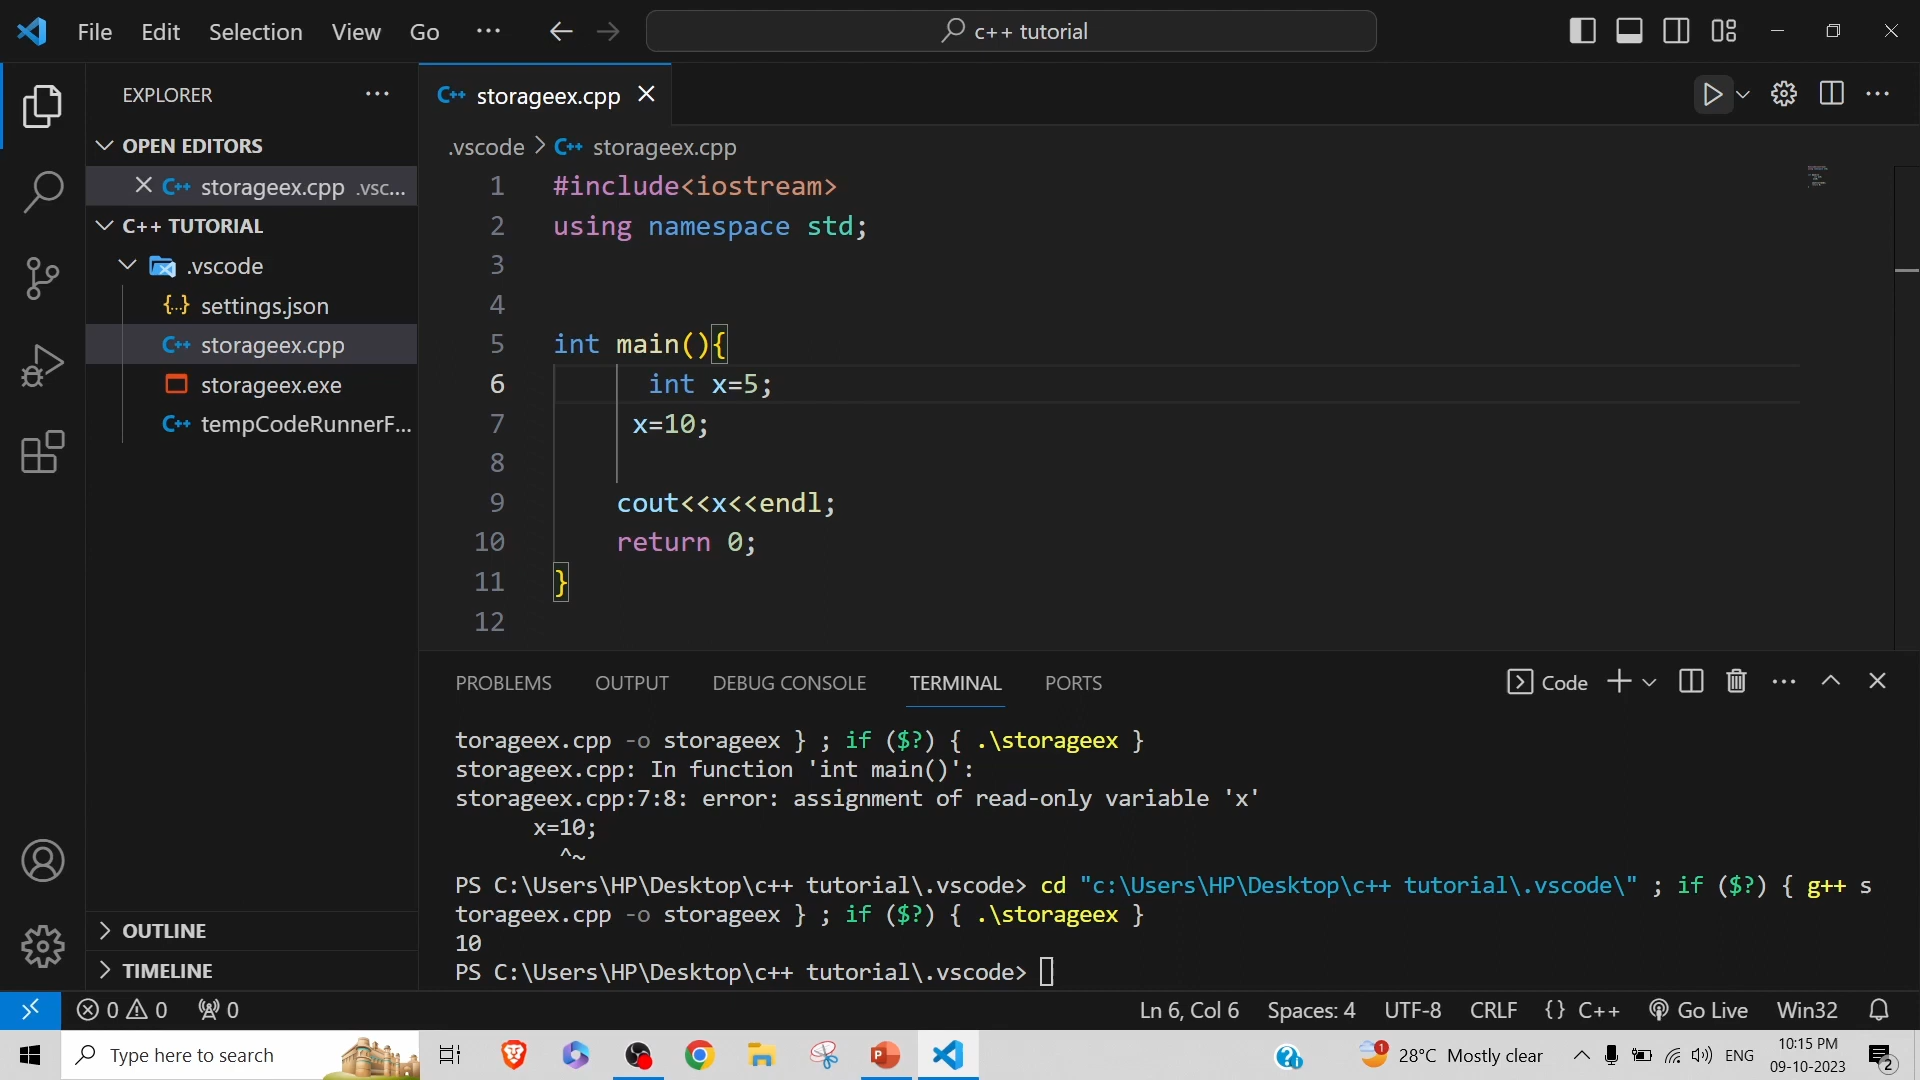 File Edit Selection View Go ··· c++ tutorial
EXPLORER
OPEN EDITORS
storageex.cpp .vsc...
C++ TUTORIAL
.vscode
settings.json
storageex.cpp
storageex.exe
tempCodeRunnerF...
OUTLINE
TIMELINE
storageex.cpp
.vscode > storageex.cpp
1 #include<iostream>
2 using namespace std;
3
4
5 int main(){
6 int x=5;
7 x=10;
8
9 cout<<x<<endl;
10 return 0;
11 }
12
PROBLEMS OUTPUT DEBUG CONSOLE TERMINAL PORTS Code
torageex.cpp -o storageex } ; if ($?) { .\storageex }
storageex.cpp: In function 'int main()':
storageex.cpp:7:8: error: assignment of read-only variable 'x'
x=10;
^~
PS C:\Users\HP\Desktop\c++ tutorial\.vscode> cd "c:\Users\HP\Desktop\c++ tutorial\.vscode\" ; if ($?) { g++ s
torageex.cpp -o storageex } ; if ($?) { .\storageex }
10
PS C:\Users\HP\Desktop\c++ tutorial\.vscode>
0 0 0 Ln 6, Col 6 Spaces: 4 UTF-8 CRLF {} C++ Go Live Win32
Type here to search 28°C Mostly clear ENG 10:15 PM
09-10-2023